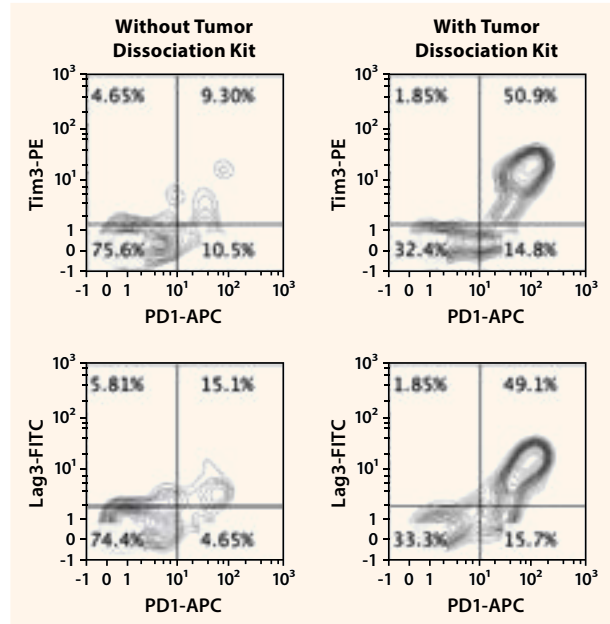 Without Tumor
Dissociation Kit
With Tumor
Dissociation Kit
Tim3-PE
10³
10²
10¹
1
0
-1
4.65%
9.30%
75.6%
10.5%
-1 0 1 10¹ 10² 10³
PD1-APC
Tim3-PE
10³
10²
10¹
1
0
-1
1.85%
50.9%
32.4%
14.8%
-1 0 1 10¹ 10² 10³
PD1-APC
Lag3-FITC
10³
10²
10¹
1
0
-1
5.81%
15.1%
74.4%
4.65%
-1 0 1 10¹ 10² 10³
PD1-APC
Lag3-FITC
10³
10²
10¹
1
0
-1
1.85%
49.1%
33.3%
15.7%
-1 0 1 10¹ 10² 10³
PD1-APC